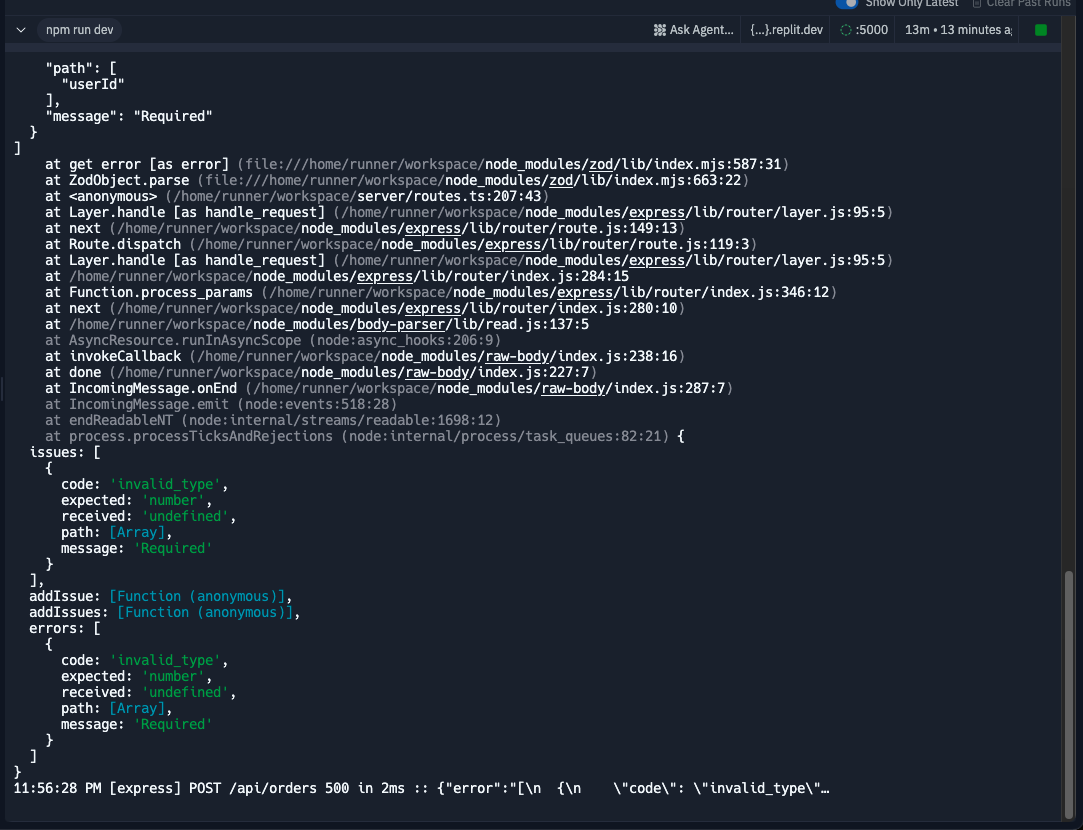 Show Only Latest Clear Past Runs
npm run dev Ask Agent... {...}.replit.dev :5000 13m • 13 minutes ag
"path": [
"userId"
],
"message": "Required"
}
]
at get error [as error] (file:///home/runner/workspace/node_modules/zod/lib/index.mjs:587:31)
at ZodObject.parse (file:///home/runner/workspace/node_modules/zod/lib/index.mjs:663:22)
at <anonymous> (/home/runner/workspace/server/routes.ts:207:43)
at Layer.handle [as handle_request] (/home/runner/workspace/node_modules/express/lib/router/layer.js:95:5)
at next (/home/runner/workspace/node_modules/express/lib/router/route.js:149:13)
at Route.dispatch (/home/runner/workspace/node_modules/express/lib/router/route.js:119:3)
at Layer.handle [as handle_request] (/home/runner/workspace/node_modules/express/lib/router/layer.js:95:5)
at /home/runner/workspace/node_modules/express/lib/router/index.js:284:15
at Function.process_params (/home/runner/workspace/node_modules/express/lib/router/index.js:346:12)
at next (/home/runner/workspace/node_modules/express/lib/router/index.js:280:10)
at /home/runner/workspace/node_modules/body-parser/lib/read.js:137:5
at AsyncResource.runInAsyncScope (node:async_hooks:206:9)
at invokeCallback (/home/runner/workspace/node_modules/raw-body/index.js:238:16)
at done (/home/runner/workspace/node_modules/raw-body/index.js:227:7)
at IncomingMessage.onEnd (/home/runner/workspace/node_modules/raw-body/index.js:287:7)
at IncomingMessage.emit (node:events:518:28)
at endReadableNT (node:internal/streams/readable:1698:12)
at process.processTicksAndRejections (node:internal/process/task_queues:82:21) {
issues: [
{
code: 'invalid_type',
expected: 'number',
received: 'undefined',
path: [Array],
message: 'Required'
}
],
addIssue: [Function (anonymous)],
addIssues: [Function (anonymous)],
errors: [
{
code: 'invalid_type',
expected: 'number',
received: 'undefined',
path: [Array],
message: 'Required'
}
]
}
11:56:28 PM [express] POST /api/orders 500 in 2ms :: {"error":"[\n  {\n    \"code\": \"invalid_type\"…